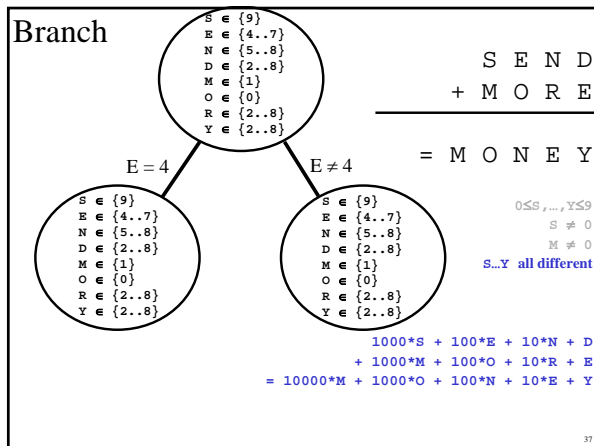 Branch
S ∈ {9}
E ∈ {4..7}
N ∈ {5..8}
D ∈ {2..8}
M ∈ {1}
O ∈ {0}
R ∈ {2..8}
Y ∈ {2..8}
S E N D
+ M O R E
= M O N E Y
E = 4
E ≠ 4
S ∈ {9}
E ∈ {4..7}
N ∈ {5..8}
D ∈ {2..8}
M ∈ {1}
O ∈ {0}
R ∈ {2..8}
Y ∈ {2..8}
S ∈ {9}
E ∈ {4..7}
N ∈ {5..8}
D ∈ {2..8}
M ∈ {1}
O ∈ {0}
R ∈ {2..8}
Y ∈ {2..8}
0≤S,…,Y≤9
S ≠ 0
M ≠ 0
S…Y all different
1000*S + 100*E + 10*N + D
+ 1000*M + 100*O + 10*R + E
= 10000*M + 1000*O + 100*N + 10*E + Y
37